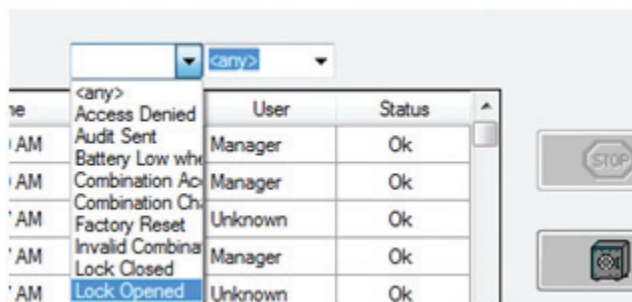 <any>
<any>
Access Denied
Audit Sent
Battery Low whe
Combination Ac
Combination Ch
Factory Reset
Invalid Combina
Lock Closed
Lock Opened
ne User Status
AM Manager Ok
AM Manager Ok
AM Unknown Ok
AM Manager Ok
AM Unknown Ok
STOP